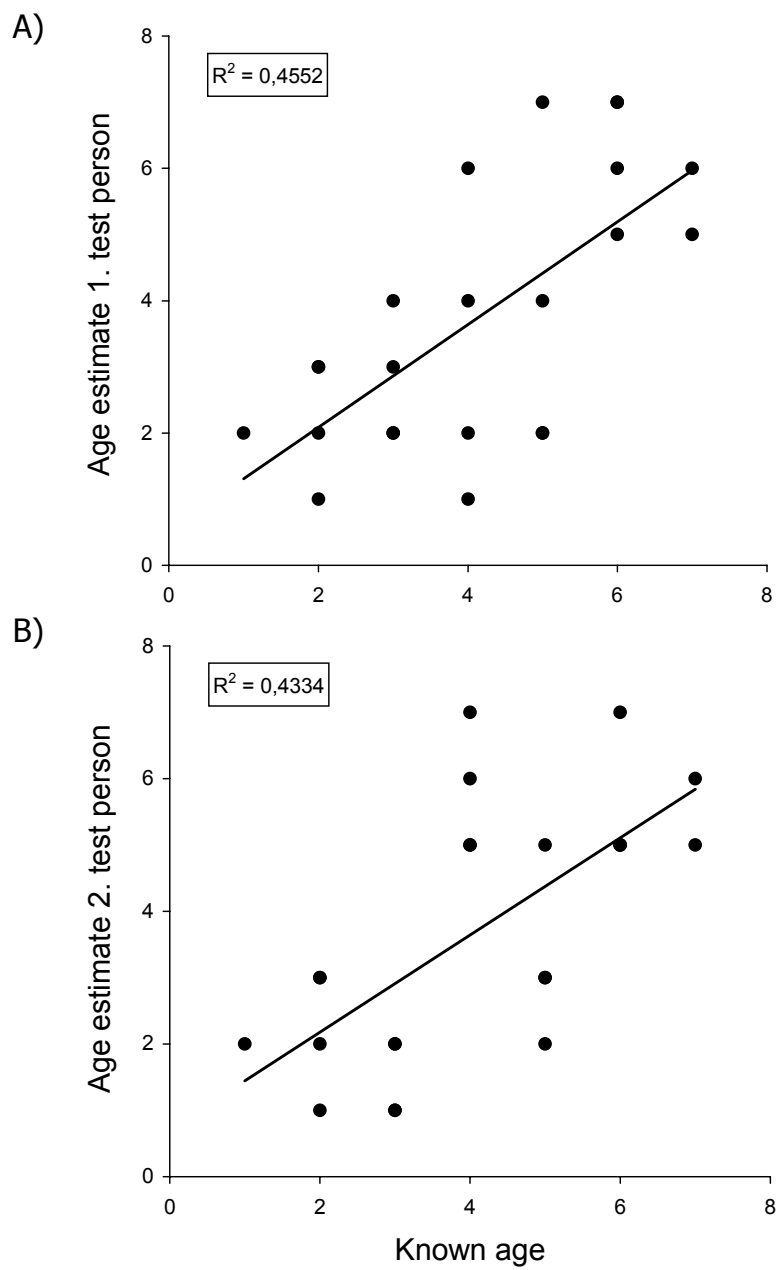 A)
8
R² = 0,4552
6
4
2
0
0 2 4 6 8
Age estimate 1. test person
B)
8
R² = 0,4334
6
4
2
0
0 2 4 6 8
Age estimate 2. test person
Known age